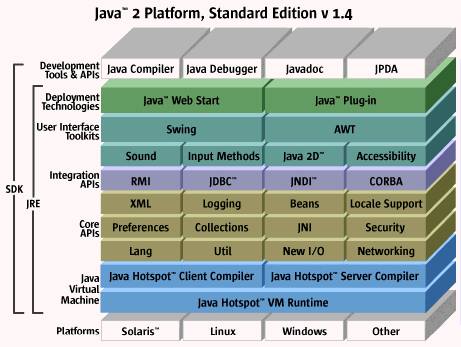 Java™ 2 Platform, Standard Edition v 1.4
Development Tools & APIs
Java Compiler Java Debugger Javadoc JPDA
Deployment Technologies
Java™ Web Start Java™ Plug-in
User Interface Toolkits
Swing AWT
Sound Input Methods Java 2D™ Accessibility
Integration APIs
RMI JDBC™ JNDI™ CORBA
XML Logging Beans Locale Support
Core APIs
Preferences Collections JNI Security
Lang Util New I/O Networking
Java Virtual Machine
Java Hotspot™ Client Compiler Java Hotspot™ Server Compiler
Java Hotspot™ VM Runtime
Platforms
Solaris™ Linux Windows Other
SDK
JRE